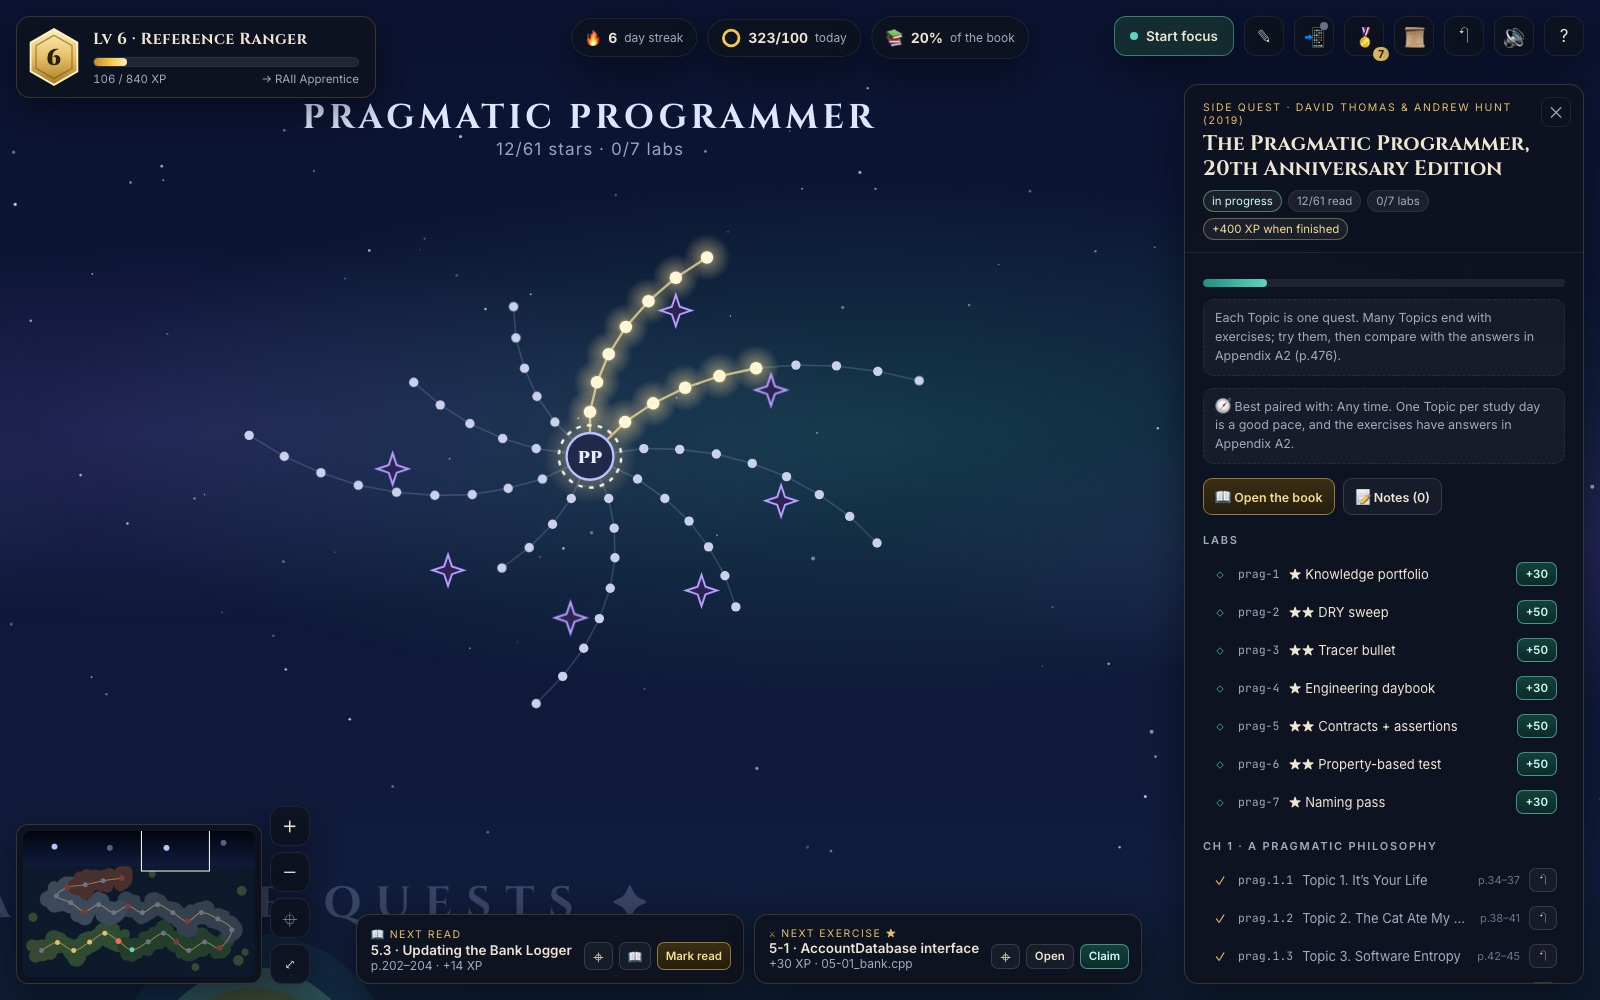 6
Lv 6 · Reference Ranger
106 / 840 XP
→ RAII Apprentice
6 day streak
323/100 today
20% of the book
Start focus
7
?
PRAGMATIC PROGRAMMER
12/61 stars · 0/7 labs
PP
QUESTS
+
−
NEXT READ
5.3 · Updating the Bank Logger
p.202–204 · +14 XP
Mark read
NEXT EXERCISE ★
5-1 · AccountDatabase interface
+30 XP · 05-01_bank.cpp
Open
Claim
SIDE QUEST · DAVID THOMAS & ANDREW HUNT
(2019)
The Pragmatic Programmer,
20th Anniversary Edition
in progress
12/61 read
0/7 labs
+400 XP when finished
Each Topic is one quest. Many Topics end with
exercises; try them, then compare with the answers in
Appendix A2 (p.476).
Best paired with: Any time. One Topic per study day
is a good pace, and the exercises have answers in
Appendix A2.
Open the book
Notes (0)
LABS
prag-1 ★ Knowledge portfolio +30
prag-2 ★★ DRY sweep +50
prag-3 ★★ Tracer bullet +50
prag-4 ★ Engineering daybook +30
prag-5 ★★ Contracts + assertions +50
prag-6 ★★ Property-based test +50
prag-7 ★ Naming pass +30
CH 1 · A PRAGMATIC PHILOSOPHY
✓ prag.1.1 Topic 1. It's Your Life p.34–37
✓ prag.1.2 Topic 2. The Cat Ate My ... p.38–41
✓ prag.1.3 Topic 3. Software Entropy p.42–45